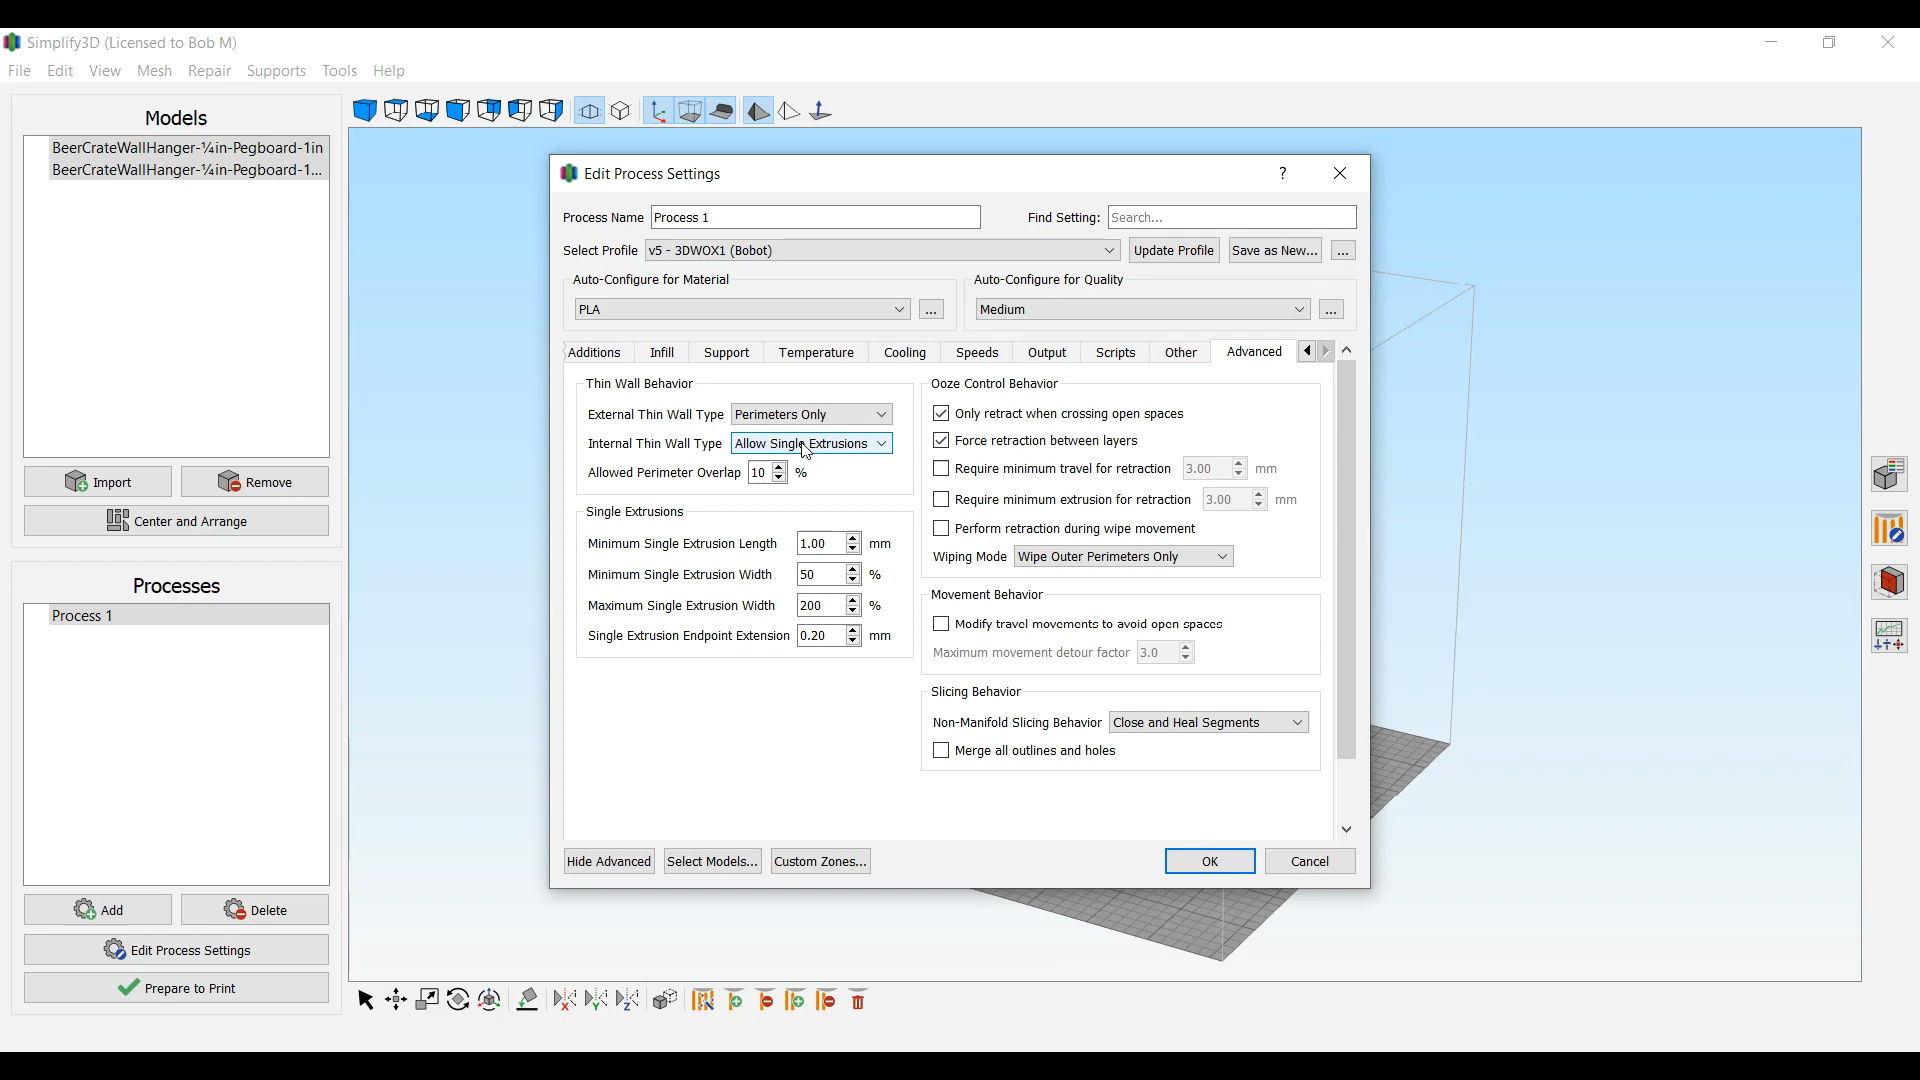 Simplify3D (Licensed to Bob M)
File Edit View Mesh Repair Supports Tools Help
Models
BeerCrateWallHanger-¼in-Pegboard-1in
BeerCrateWallHanger-¼in-Pegboard-1...
Import
Remove
Center and Arrange
Processes
Process 1
Add
Delete
Edit Process Settings
Prepare to Print
Edit Process Settings
?
Process Name Process 1
Find Setting: Search...
Select Profile v5 - 3DWOX1 (Bobot)
Update Profile
Save as New...
...
Auto-Configure for Material
PLA
...
Auto-Configure for Quality
Medium
...
Additions Infill Support Temperature Cooling Speeds Output Scripts Other Advanced
Thin Wall Behavior
External Thin Wall Type Perimeters Only
Internal Thin Wall Type Allow Single Extrusions
Allowed Perimeter Overlap 10 %
Single Extrusions
Minimum Single Extrusion Length 1.00 mm
Minimum Single Extrusion Width 50 %
Maximum Single Extrusion Width 200 %
Single Extrusion Endpoint Extension 0.20 mm
Ooze Control Behavior
Only retract when crossing open spaces
Force retraction between layers
Require minimum travel for retraction 3.00 mm
Require minimum extrusion for retraction 3.00 mm
Perform retraction during wipe movement
Wiping Mode Wipe Outer Perimeters Only
Movement Behavior
Modify travel movements to avoid open spaces
Maximum movement detour factor 3.0
Slicing Behavior
Non-Manifold Slicing Behavior Close and Heal Segments
Merge all outlines and holes
Hide Advanced
Select Models...
Custom Zones...
OK
Cancel
X
Y
Z